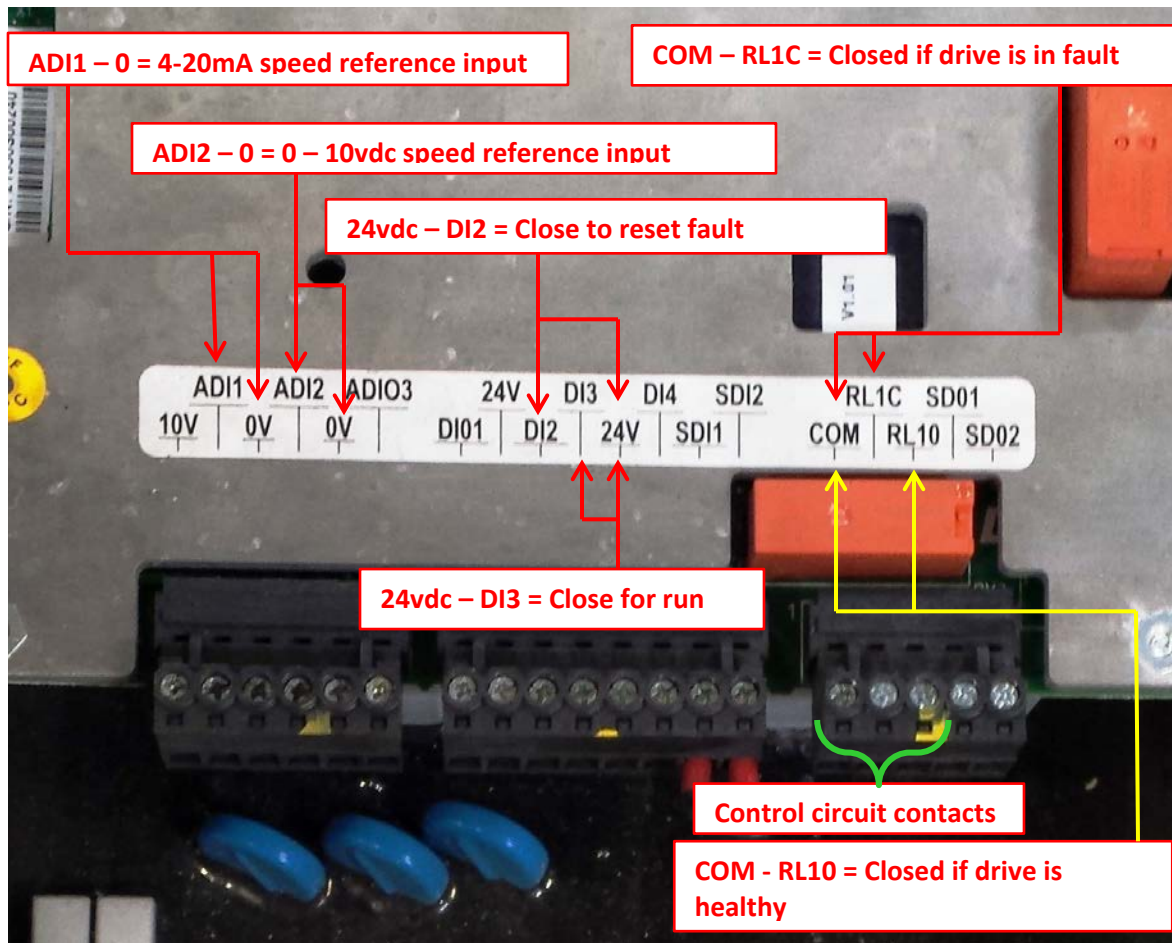 ADI1 – 0 = 4-20mA speed reference input
COM – RL1C = Closed if drive is in fault
ADI2 – 0 = 0 – 10vdc speed reference input
24vdc – DI2 = Close to reset fault
V1.01
ADI1 ADI2 ADIO3 24V DI3 DI4 SDI2 RL1C SD01
10V 0V 0V DI01 DI2 24V SDI1 COM RL10 SD02
24vdc – DI3 = Close for run
1
Control circuit contacts
COM - RL10 = Closed if drive is
healthy